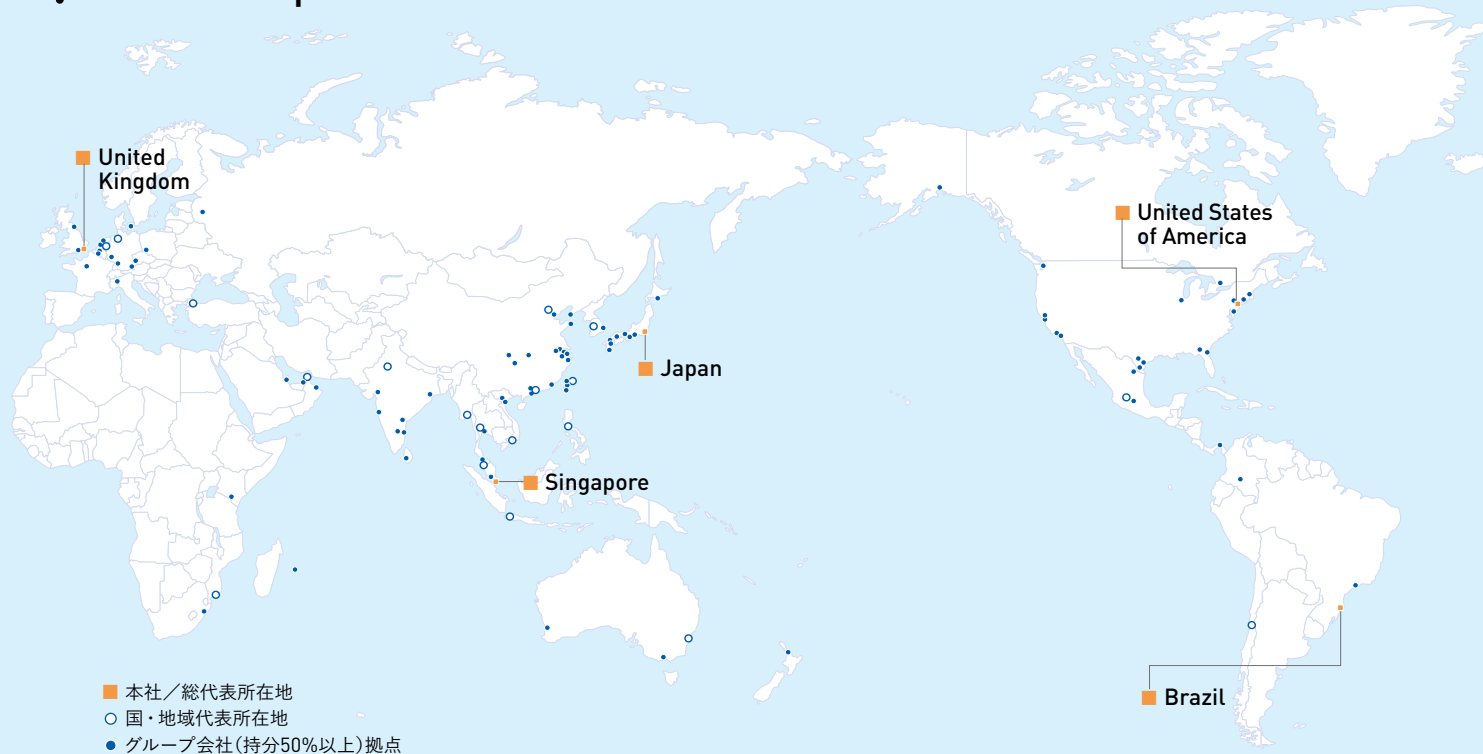 United
Kingdom
United States
of America
Japan
Singapore
Brazil
■ 本社／総代表所在地
○ 国・地域代表所在地
● グループ会社（持分50%以上）拠点